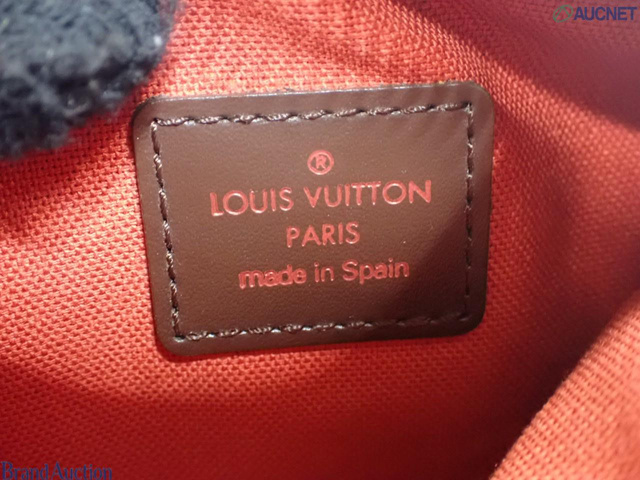 AUCNET
®
LOUIS VUITTON
PARIS
made in Spain
Brand Auction